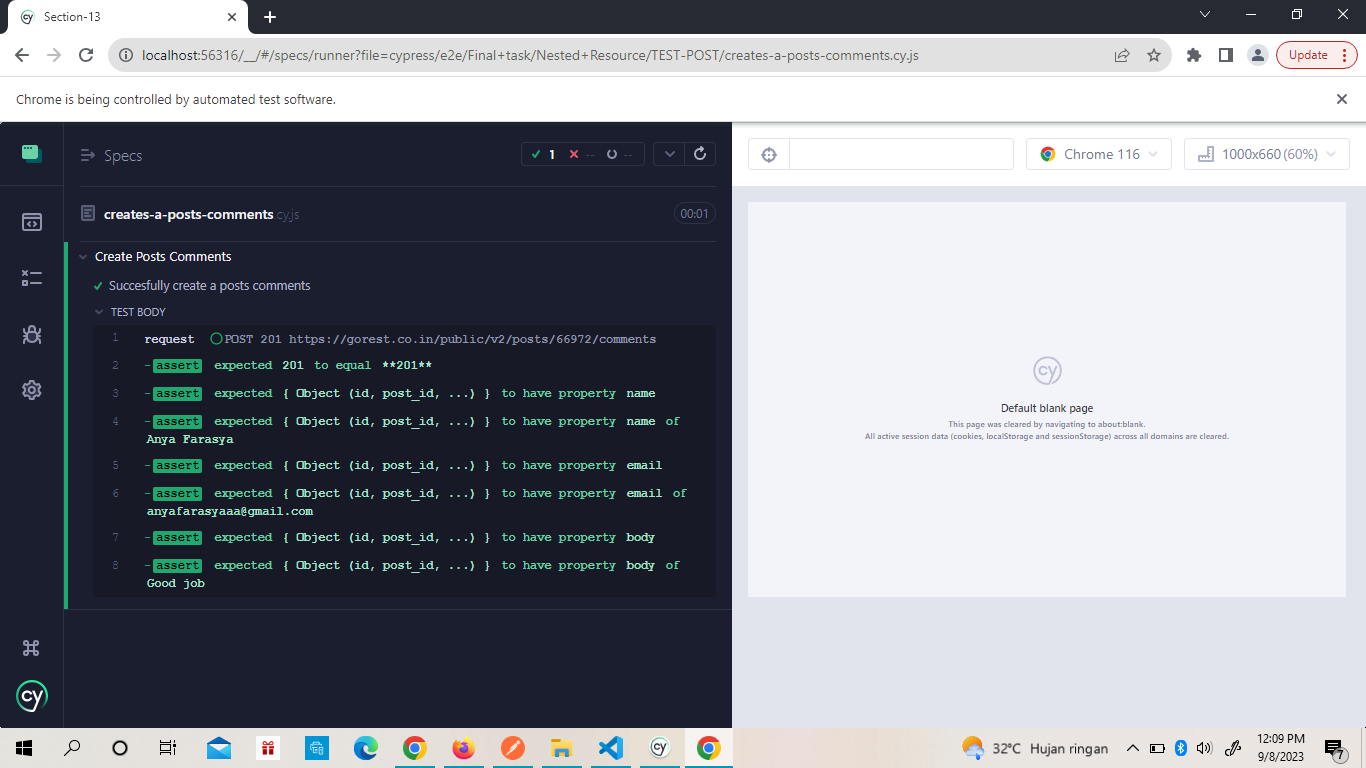 Section-13
localhost:56316/__/#/specs/runner?file=cypress/e2e/Final+task/Nested+Resource/TEST-POST/creates-a-posts-comments.cy.js
Update
Chrome is being controlled by automated test software.
Specs
1 -- --
Chrome 116
1000x660 (60%)
creates-a-posts-comments.cy.js
00:01
Create Posts Comments
Succesfully create a posts comments
TEST BODY
1 request POST 201 https://gorest.co.in/public/v2/posts/66972/comments
2 -assert expected 201 to equal **201**
3 -assert expected { Object (id, post_id, ...) } to have property name
4 -assert expected { Object (id, post_id, ...) } to have property name of
Anya Farasya
5 -assert expected { Object (id, post_id, ...) } to have property email
6 -assert expected { Object (id, post_id, ...) } to have property email of
anyafarasyaaa@gmail.com
7 -assert expected { Object (id, post_id, ...) } to have property body
8 -assert expected { Object (id, post_id, ...) } to have property body of
Good job
cy
Default blank page
This page was cleared by navigating to about:blank.
All active session data (cookies, localStorage and sessionStorage) across all domains are cleared.
cy
32°C Hujan ringan
12:09 PM
9/8/2023
7